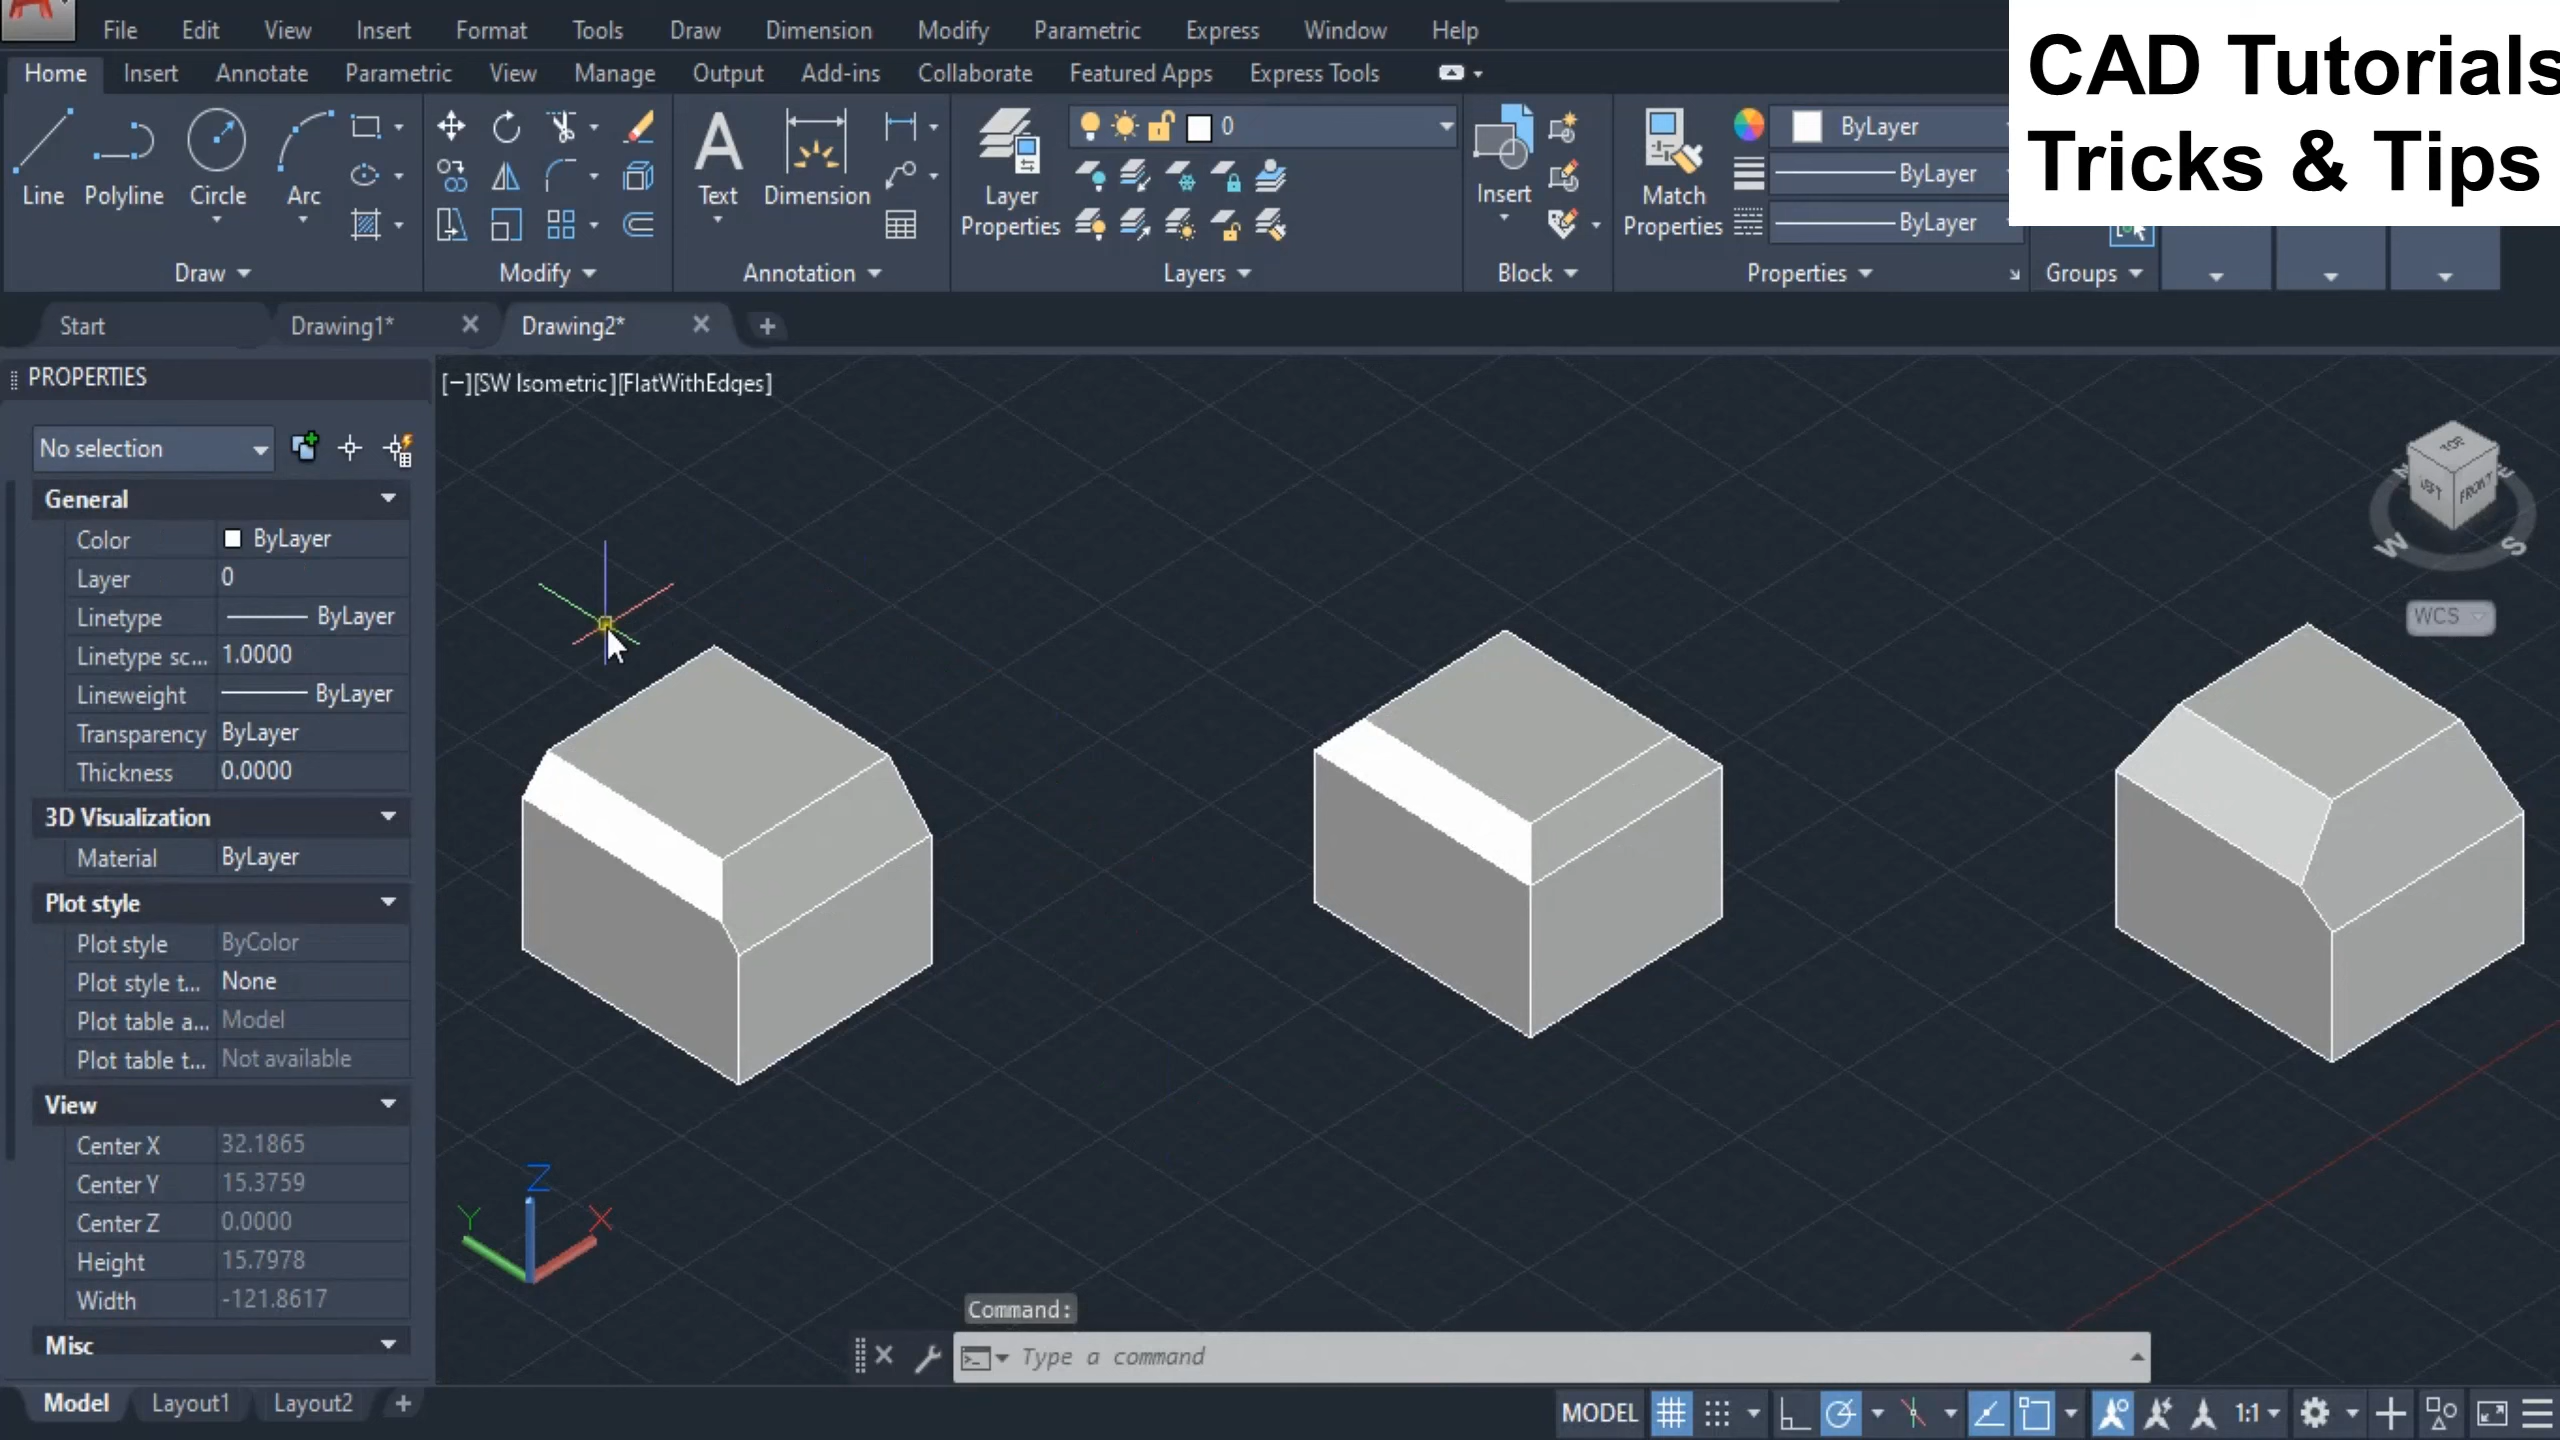 File Edit View Insert Format Tools Draw Dimension Modify Parametric Express Window Help
CAD Tutorials
Tricks & Tips
Home Insert Annotate Parametric View Manage Output Add-ins Collaborate Featured Apps Express Tools
0
ByLayer
ByLayer
ByLayer
Line Polyline Circle Arc
Text Dimension
Layer Properties
Insert
Match Properties
Draw Modify Annotation Layers Block Properties Groups
Start Drawing1* Drawing2*
PROPERTIES
[−][SW Isometric][FlatWithEdges]
No selection
General
Color ByLayer
Layer 0
Linetype ByLayer
Linetype sc... 1.0000
Lineweight ByLayer
Transparency ByLayer
Thickness 0.0000
3D Visualization
Material ByLayer
Plot style
Plot style ByColor
Plot style t... None
Plot table a... Model
Plot table t... Not available
View
Center X 32.1865
Center Y 15.3759
Center Z 0.0000
Height 15.7978
Width -121.8617
Misc
TOP
LEFT FRONT
N E
W S
WCS
Z
Y X
Command:
Type a command
Model Layout1 Layout2
MODEL 1:1